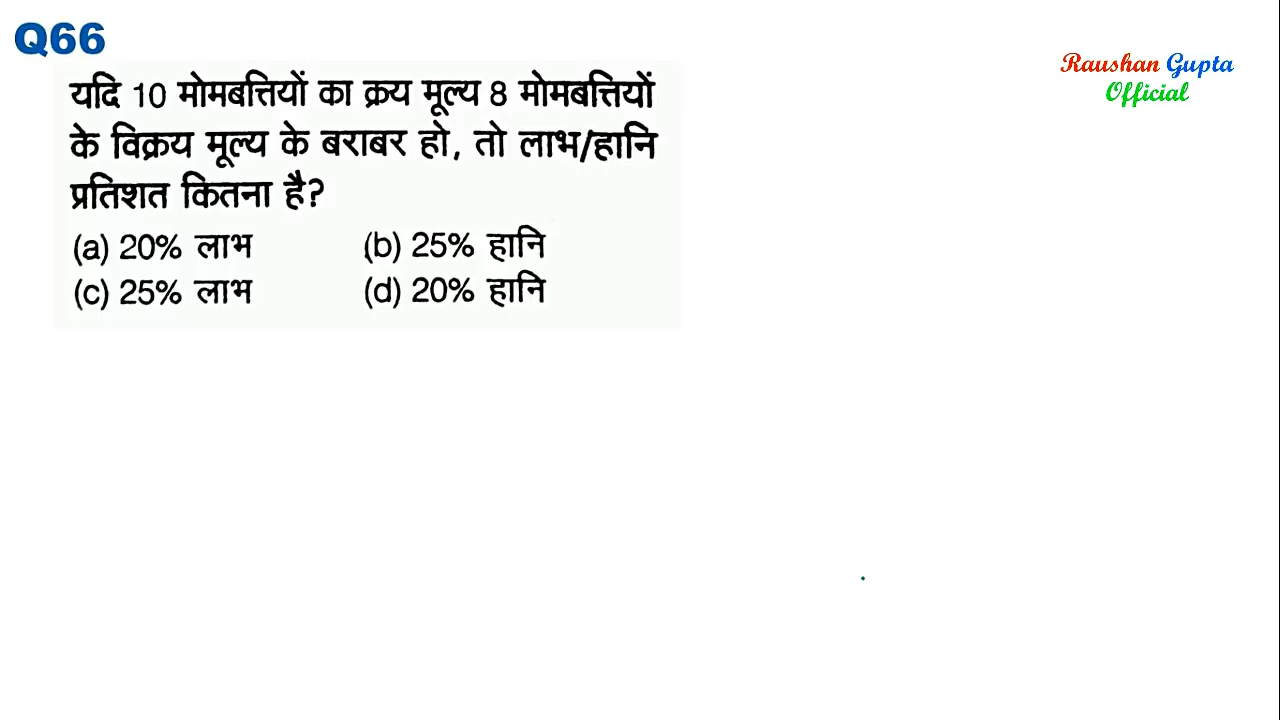 Q66
Raushan Gupta
Official
यदि 10 मोमबत्तियों का क्रय मूल्य 8 मोमबत्तियों
के विक्रय मूल्य के बराबर हो, तो लाभ/हानि
प्रतिशत कितना है?
(a) 20% लाभ (b) 25% हानि
(c) 25% लाभ (d) 20% हानि